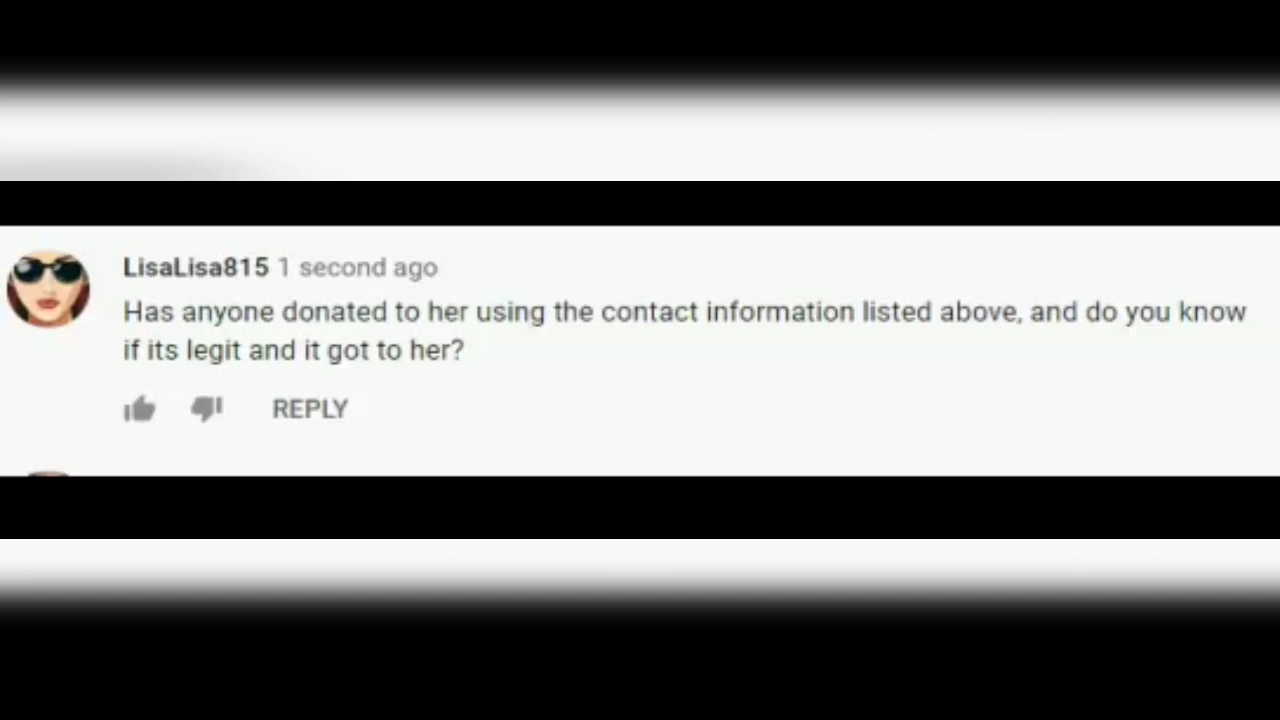 LisaLisa815 1 second ago
Has anyone donated to her using the contact information listed above, and do you know
if its legit and it got to her?
REPLY